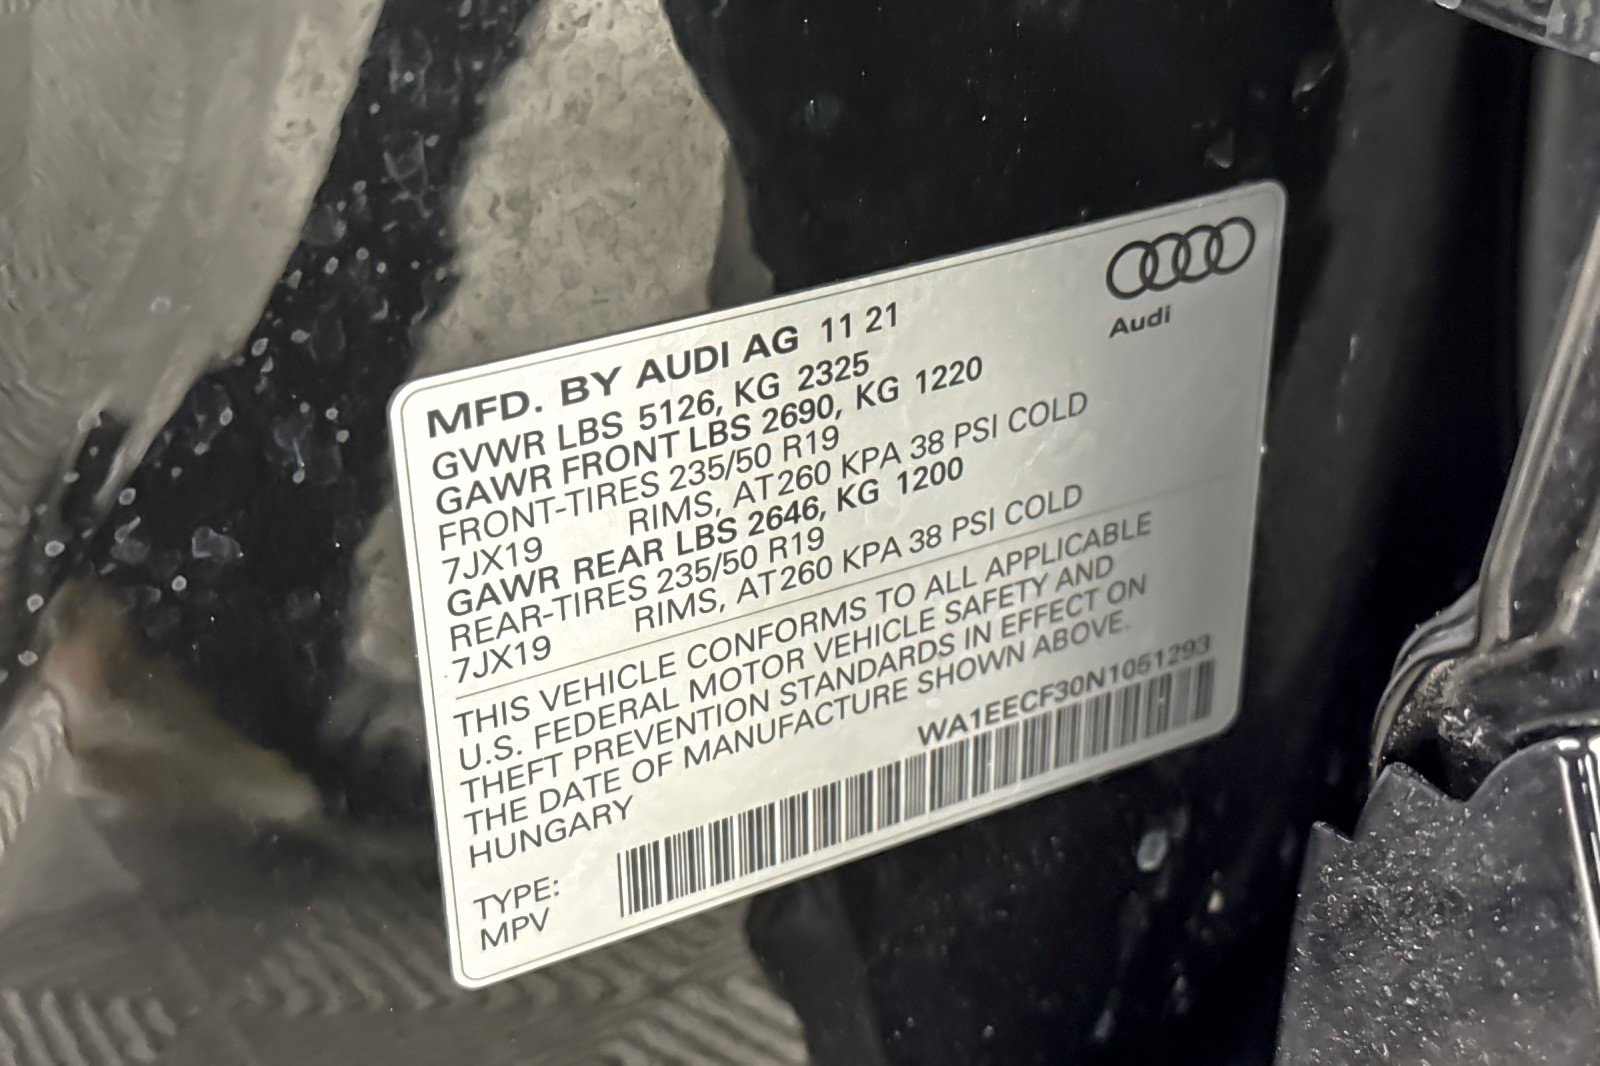 Audi
MFD. BY AUDI AG 11 21
GVWR LBS 5126, KG 2325
GAWR FRONT LBS 2690, KG 1220
FRONT-TIRES 235/50 R19
7JX19 RIMS, AT260 KPA 38 PSI COLD
GAWR REAR LBS 2646, KG 1200
REAR-TIRES 235/50 R19
7JX19 RIMS, AT260 KPA 38 PSI COLD
THIS VEHICLE CONFORMS TO ALL APPLICABLE
U.S. FEDERAL MOTOR VEHICLE SAFETY AND
THEFT PREVENTION STANDARDS IN EFFECT ON
THE DATE OF MANUFACTURE SHOWN ABOVE.
HUNGARY
WA1EECF30N1051293
TYPE:
MPV